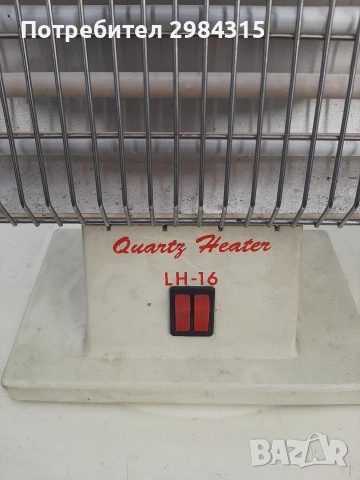 Потребител 2984315
Quartz Heater
LH-16
BAZAR